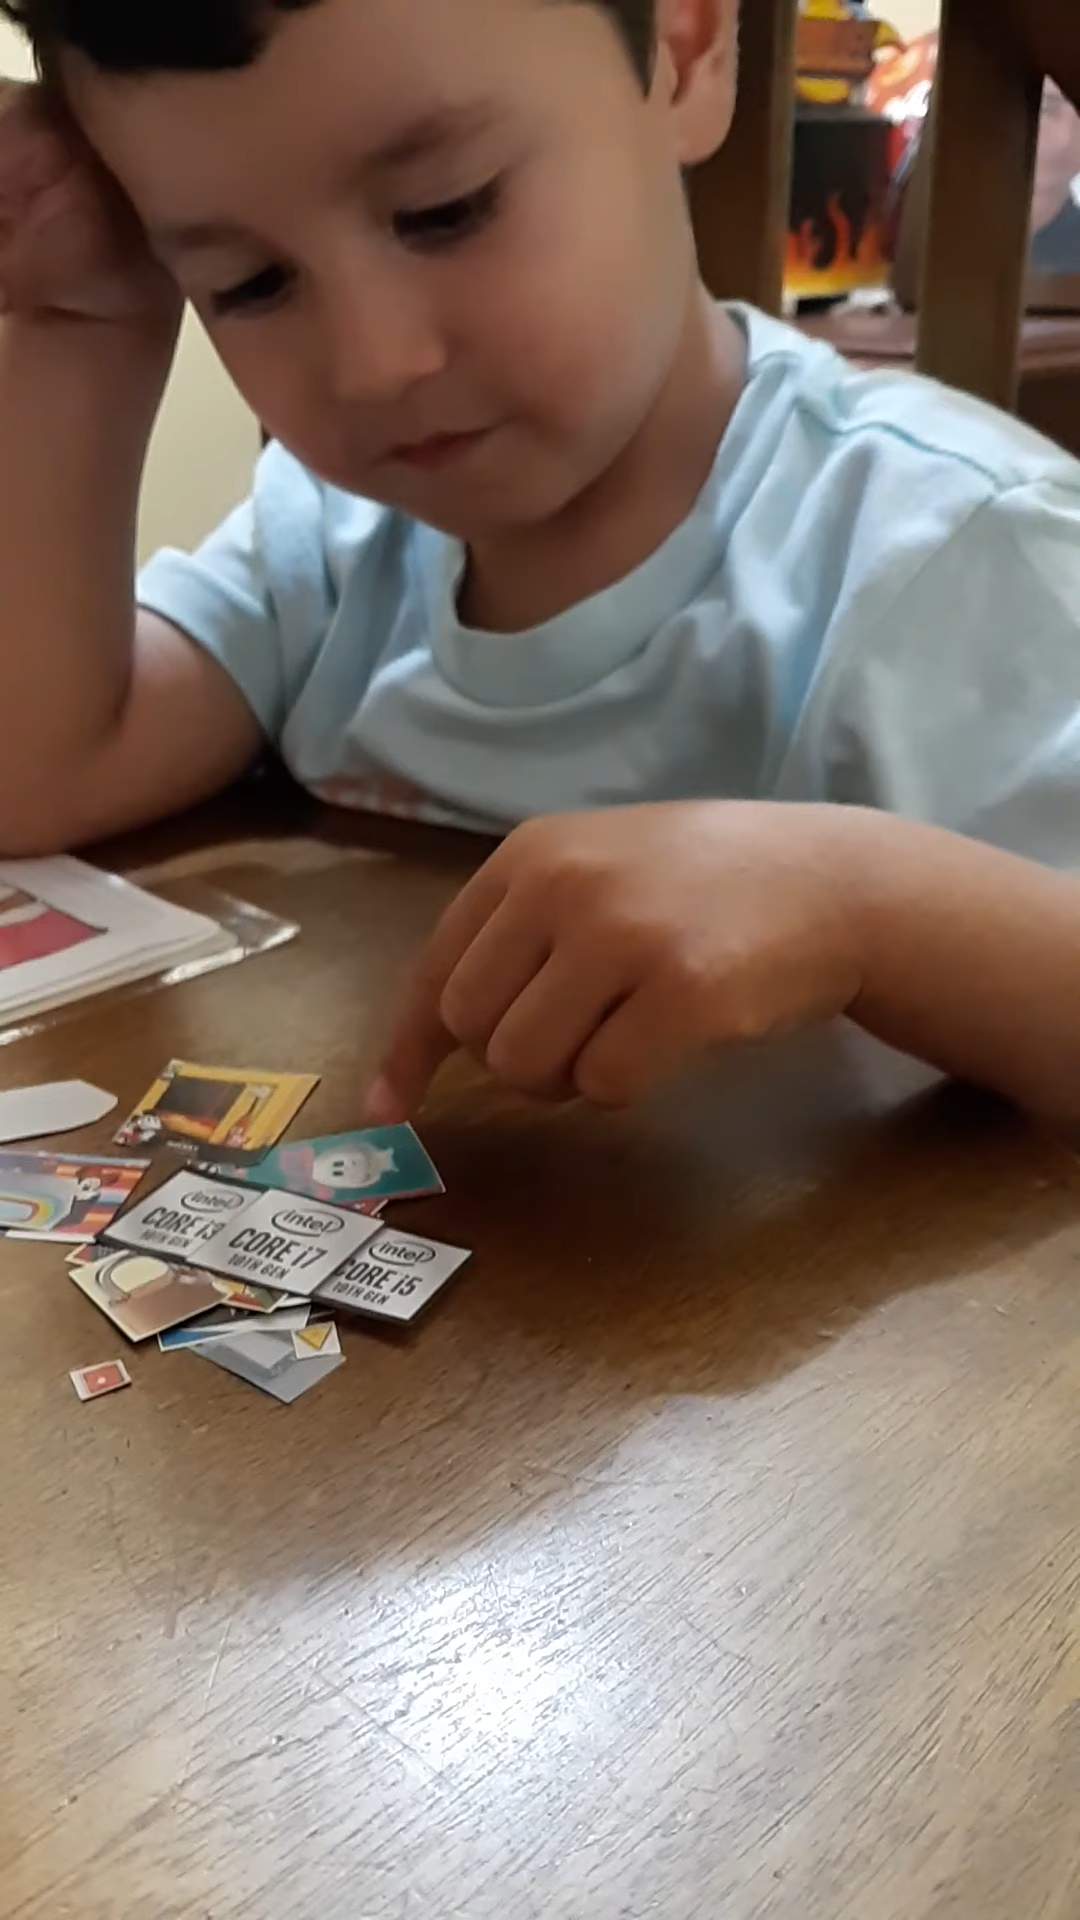 intel
CORE i3
10TH GEN
intel
CORE i7
10TH GEN
intel
CORE i5
10TH GEN